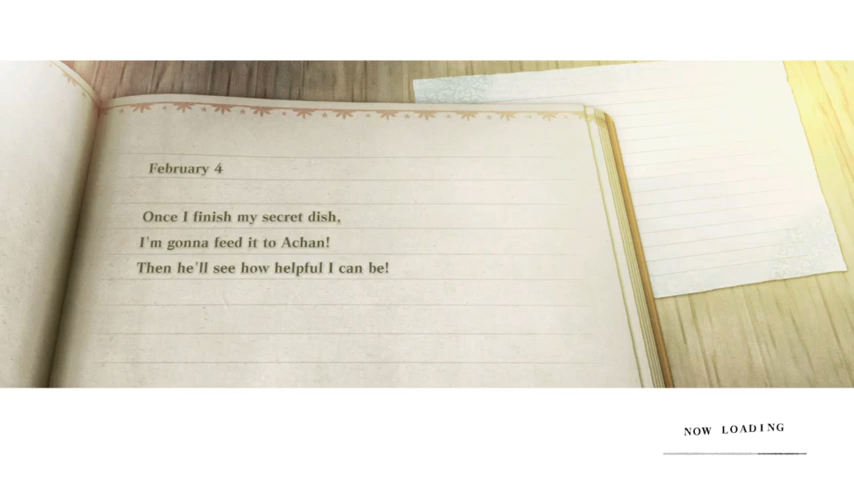 February 4
Once I finish my secret dish,
I'm gonna feed it to Achan!
Then he'll see how helpful I can be!
NOW LOADING